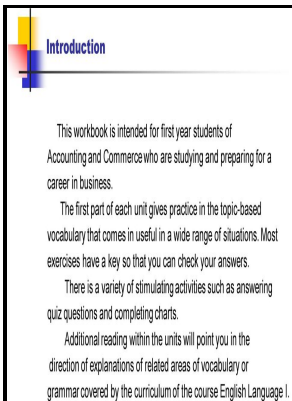 Introduction
This workbook is intended for first year students of
Accounting and Commerce who are studying and preparing for a
career in business.
The first part of each unit gives practice in the topic-based
vocabulary that comes in useful in a wide range of situations. Most
exercises have a key so that you can check your answers.
There is a variety of stimulating activities such as answering
quiz questions and completing charts.
Additional reading within the units will point you in the
direction of explanations of related areas of vocabulary or
grammar covered by the curriculum of the course English Language I.